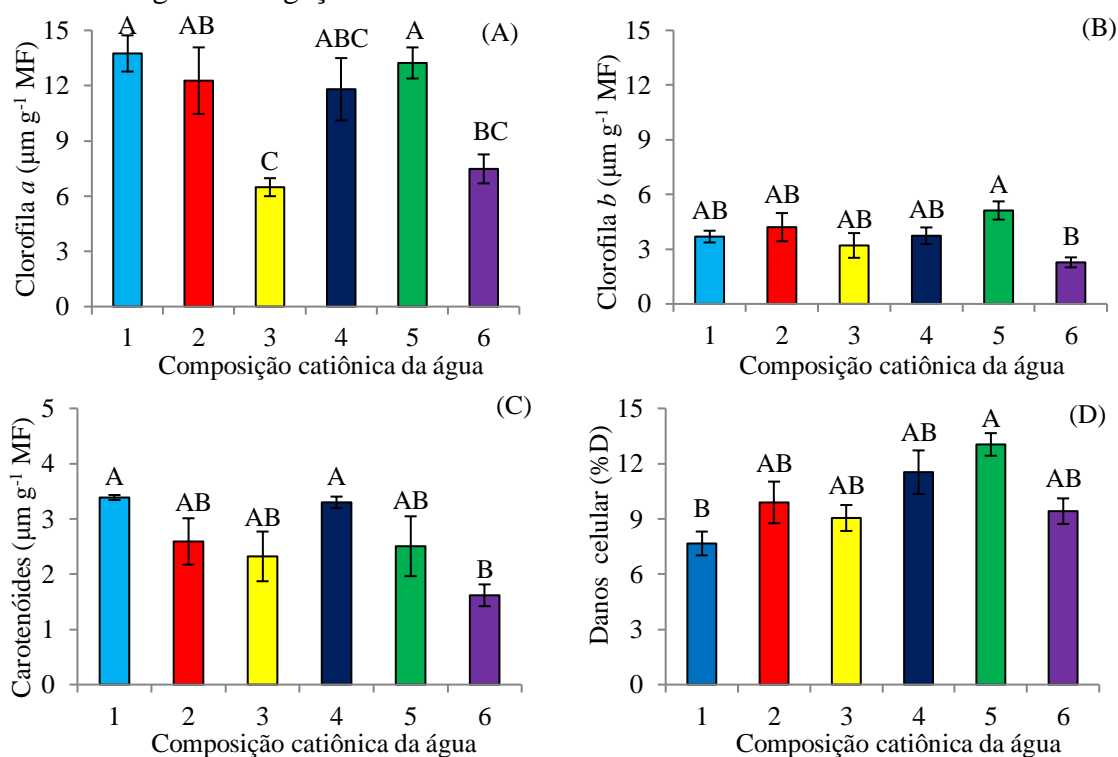 15
12
9
6
3
0
Clorofila a (µm g-1 MF)
A
AB
C
ABC
A
BC
(A)
1 2 3 4 5 6
Composição catiônica da água
15
12
9
6
3
0
Clorofila b (µm g-1 MF)
AB
AB
AB
AB
A
B
(B)
1 2 3 4 5 6
Composição catiônica da água
5
4
3
2
1
0
Carotenóides (µm g-1 MF)
A
AB
AB
A
AB
B
(C)
1 2 3 4 5 6
Composição catiônica da água
15
12
9
6
3
0
Danos celular (%D)
B
AB
AB
AB
A
AB
(D)
1 2 3 4 5 6
Composição catiônica da água